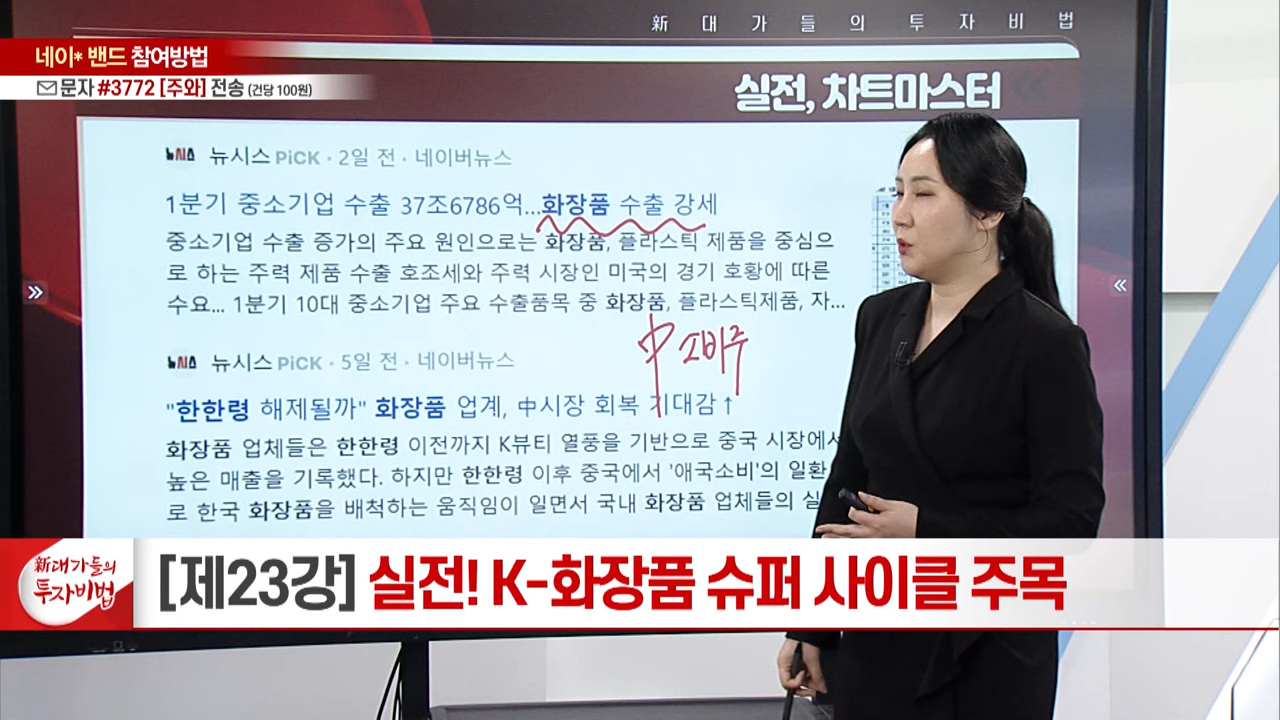 新 대 가 들 의 투 자 비 법
네이* 밴드 참여방법
문자 #3772 [주와] 전송 (건당 100원)
실전, 차트마스터
뉴시스 뉴시스 PiCK · 2일 전 · 네이버뉴스
1분기 중소기업 수출 37조6786억...화장품 수출 강세
중소기업 수출 증가의 주요 원인으로는 화장품, 플라스틱 제품을 중심으
로 하는 주력 제품 수출 호조세와 주력 시장인 미국의 경기 호황에 따른
수요... 1분기 10대 중소기업 주요 수출품목 중 화장품, 플라스틱제품, 자...
中 소비주
뉴시스 뉴시스 PiCK · 5일 전 · 네이버뉴스
"한한령 해제될까" 화장품 업계, 中시장 회복 기대감↑
화장품 업체들은 한한령 이전까지 K뷰티 열풍을 기반으로 중국 시장에서
높은 매출을 기록했다. 하지만 한한령 이후 중국에서 '애국소비'의 일환으
로 한국 화장품을 배척하는 움직임이 일면서 국내 화장품 업체들의 실
新대가들의
투자비법
[제23강] 실전! K-화장품 슈퍼 사이클 주목